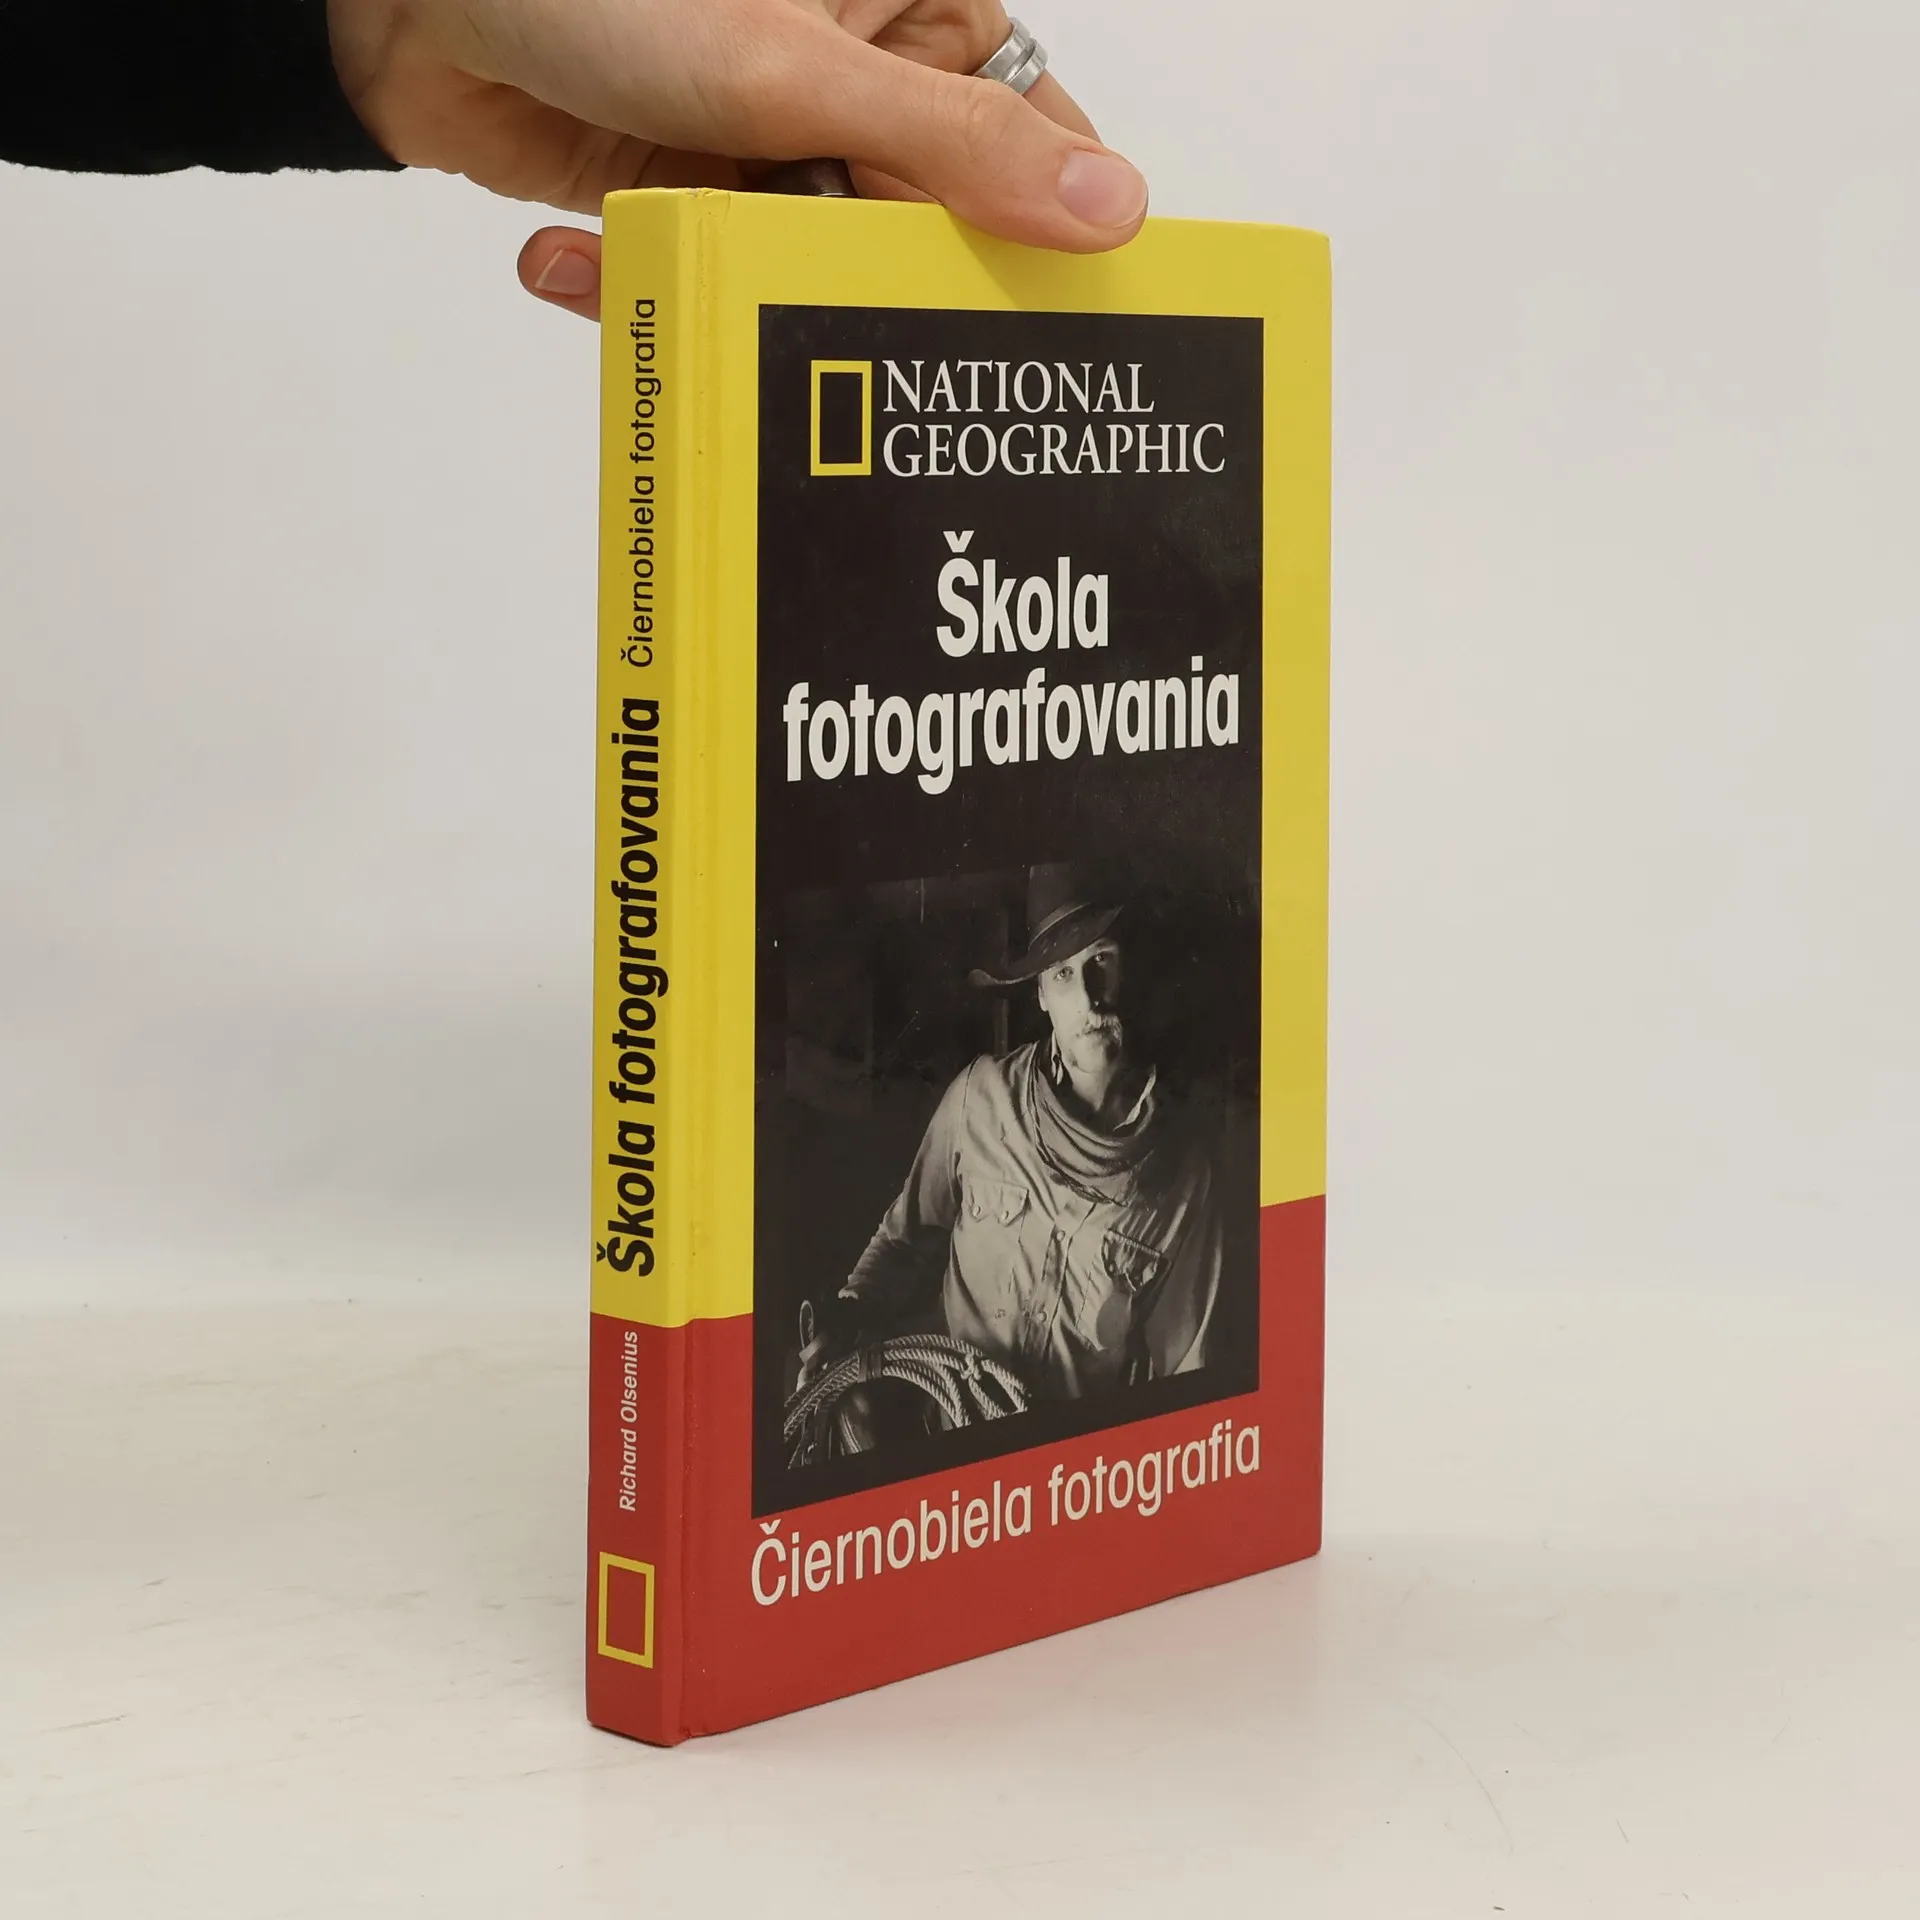 NATIONAL
GEOGRAPHIC
Škola
fotografovania
Čiernobiela fotografia
Richard Olsenius Škola fotografovania Čiernobiela fotografia